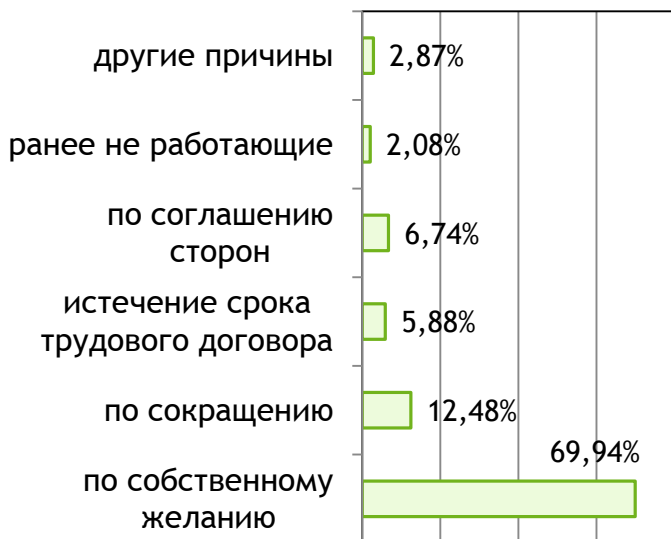 другие причины
2,87%
ранее не работающие
2,08%
по соглашению
сторон
6,74%
истечение срока
трудового договора
5,88%
по сокращению
12,48%
69,94%
по собственному
желанию